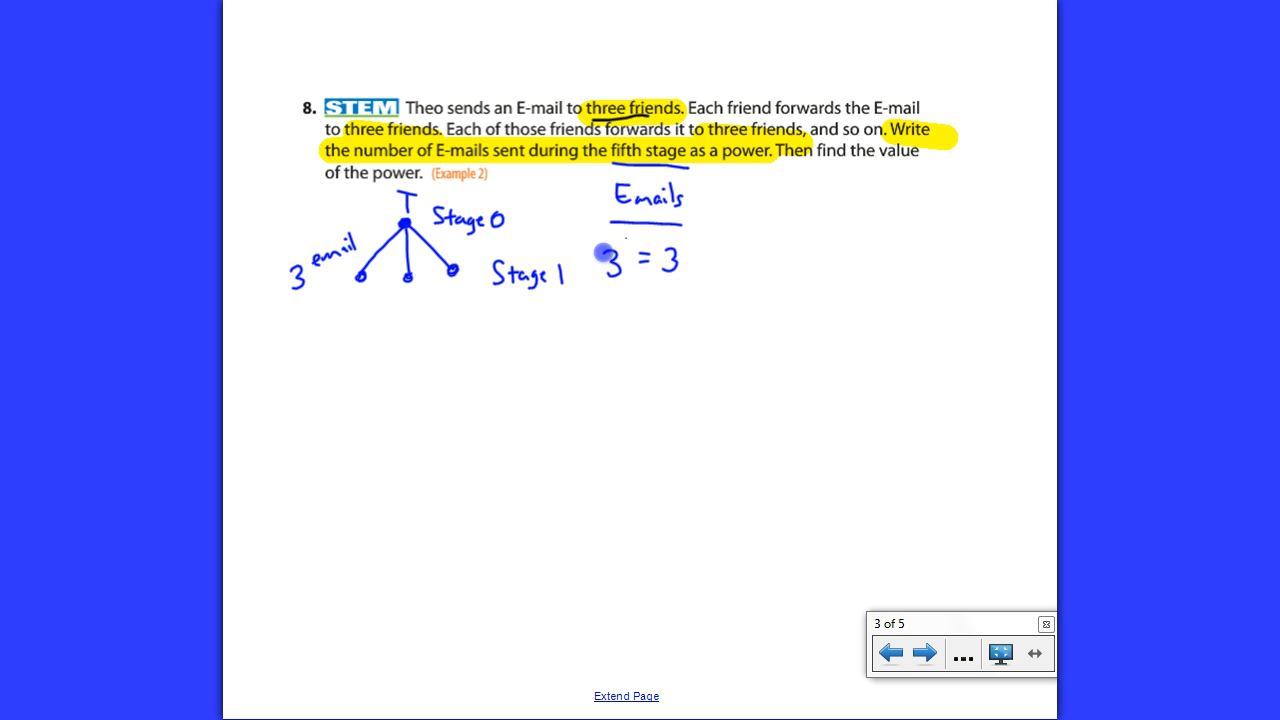 8. STEM Theo sends an E-mail to three friends. Each friend forwards the E-mail
to three friends. Each of those friends forwards it to three friends, and so on. Write
the number of E-mails sent during the fifth stage as a power. Then find the value
of the power. (Example 2)
T
Stage 0
Emails
3 email
Stage 1
3 = 3
3 of 5
...
Extend Page